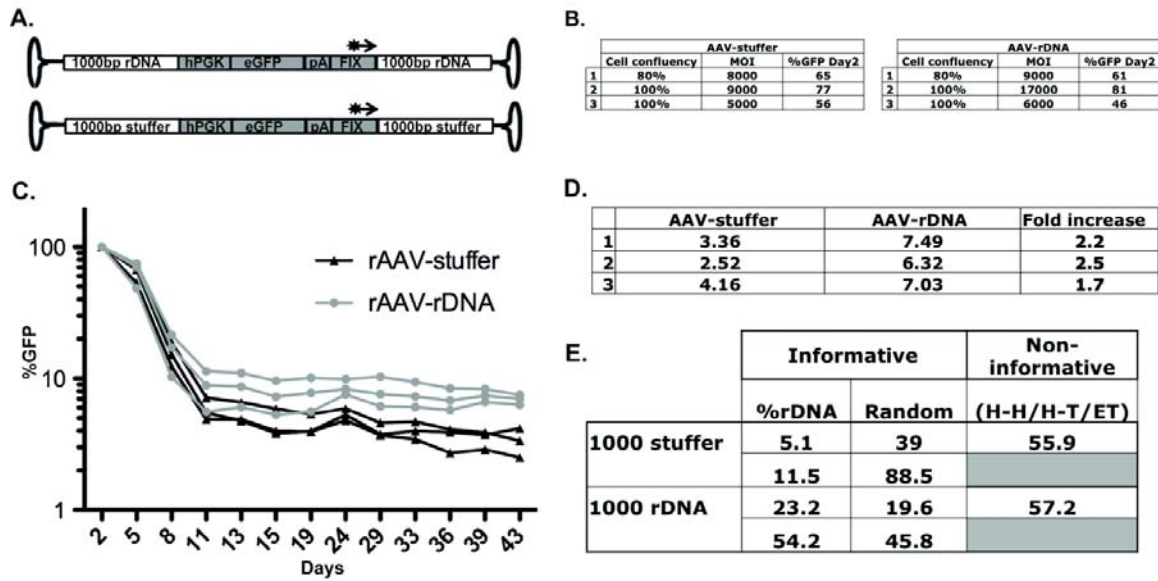 A.
1000bp rDNA hPGK eGFP pA FIX 1000bp rDNA
1000bp stuffer hPGK eGFP pA FIX 1000bp stuffer
B.
AAV-stuffer
Cell confluency MOI %GFP Day2
1 80% 8000 65
2 100% 9000 77
3 100% 5000 56
AAV-rDNA
Cell confluency MOI %GFP Day2
1 80% 9000 61
2 100% 17000 81
3 100% 6000 46
C.
%GFP
100
10
1
rAAV-stuffer
rAAV-rDNA
2 5 8 11 13 15 19 24 29 33 36 39 43
Days
D.
AAV-stuffer AAV-rDNA Fold increase
1 3.36 7.49 2.2
2 2.52 6.32 2.5
3 4.16 7.03 1.7
E.
Informative Non-informative
%rDNA Random (H-H/H-T/ET)
1000 stuffer 5.1 39 55.9
11.5 88.5
1000 rDNA 23.2 19.6 57.2
54.2 45.8